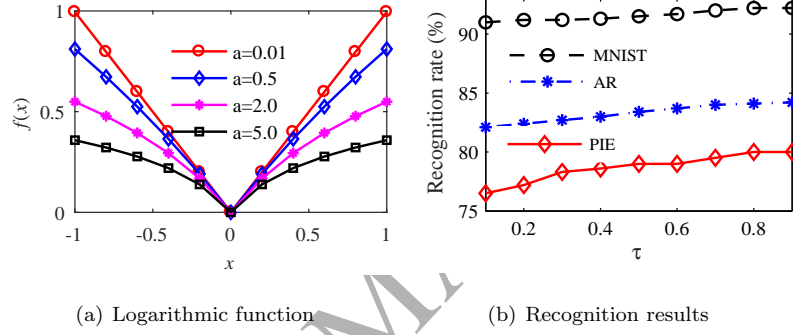 1
0.5
0
f(x)
a=0.01
a=0.5
a=2.0
a=5.0
-1
-0.5
0
0.5
1
x
(a) Logarithmic function
Recognition rate (%)
90
85
80
75
MNIST
AR
PIE
0.2
0.4
0.6
0.8
τ
(b) Recognition results